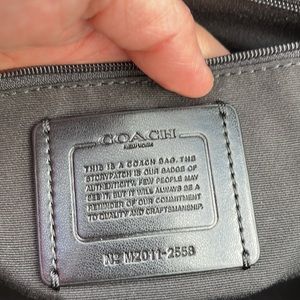 COACH
NEW YORK
THIS IS A COACH BAG. THE
STORYPATCH IS OUR BADGE OF
AUTHENTICITY. FEW PEOPLE MAY
SEE IT, BUT IT WILL ALWAYS BE A
REMINDER OF OUR COMMITMENT
TO QUALITY AND CRAFTSMANSHIP.
Nº M2011-2558